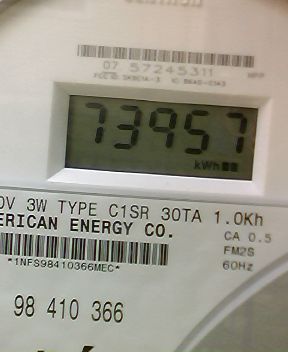 07 57245311
73957
kWh
0V 3W TYPE C1SR 30TA 1.0Kh
ERICAN ENERGY CO.
CA 0.5
FM2S
*1NFS98410366MEC*
60Hz
98 410 366